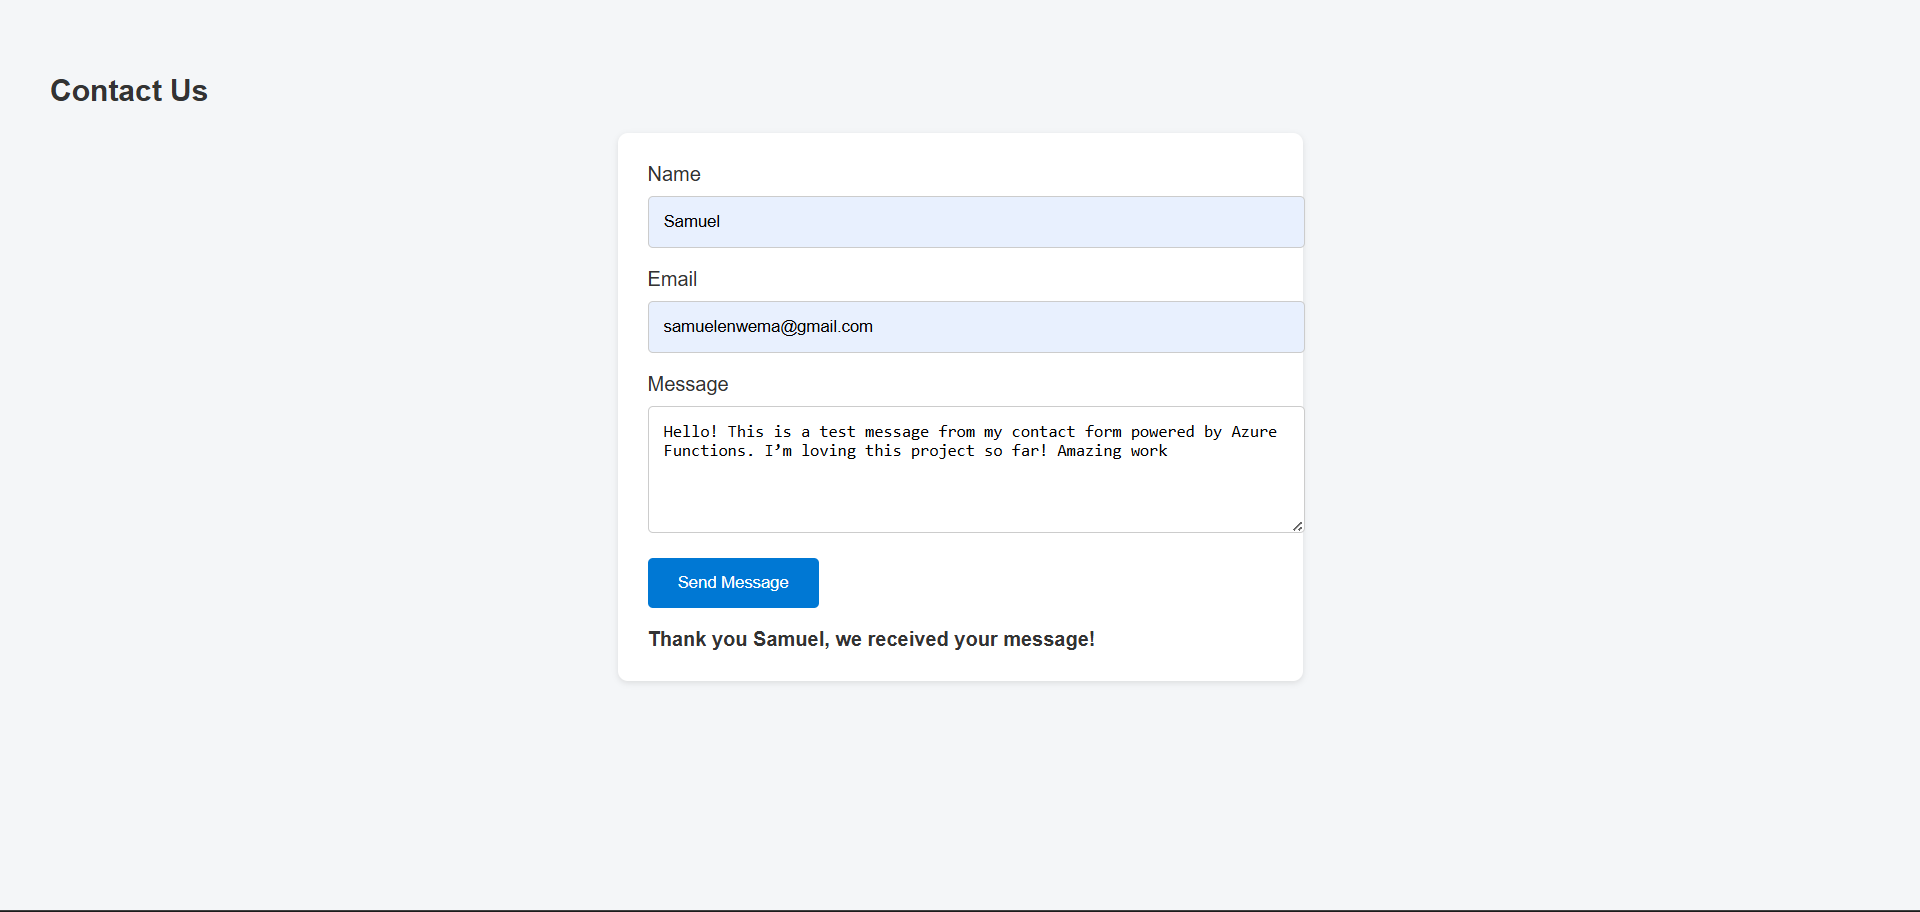 Contact Us
Name
Samuel
Email
samuelenwema@gmail.com
Message
Hello! This is a test message from my contact form powered by Azure
Functions. I’m loving this project so far! Amazing work
Send Message
Thank you Samuel, we received your message!